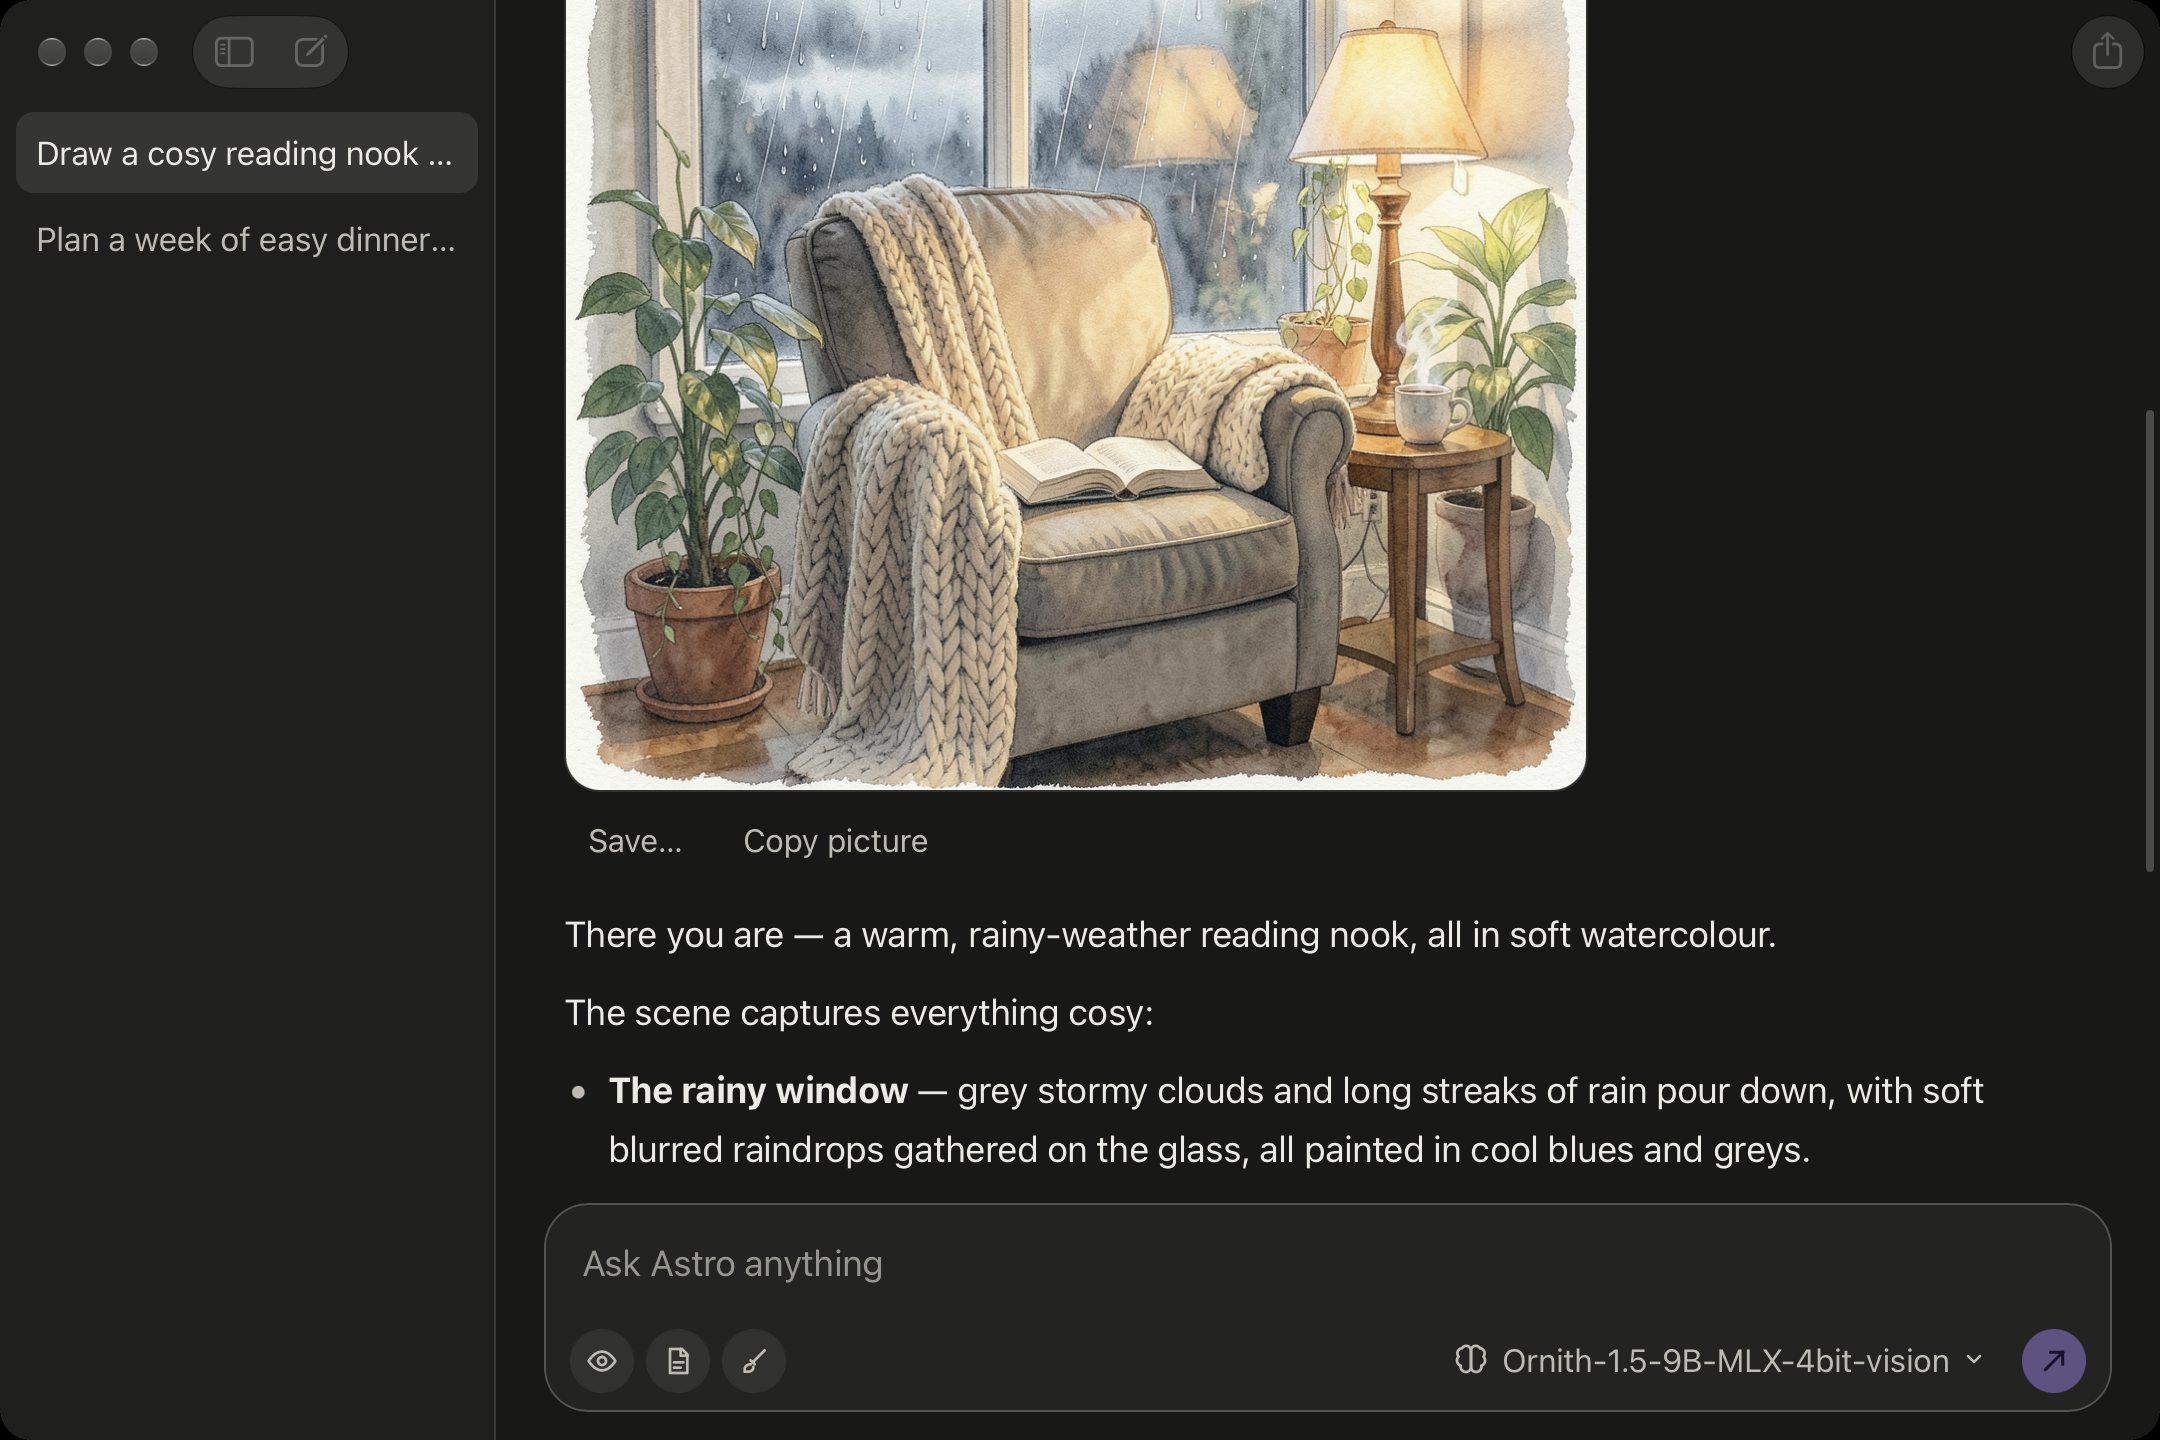 Draw a cosy reading nook ...
Plan a week of easy dinner...
Save...
Copy picture
There you are — a warm, rainy-weather reading nook, all in soft watercolour.
The scene captures everything cosy:
• The rainy window — grey stormy clouds and long streaks of rain pour down, with soft
blurred raindrops gathered on the glass, all painted in cool blues and greys.
Ask Astro anything
Ornith-1.5-9B-MLX-4bit-vision